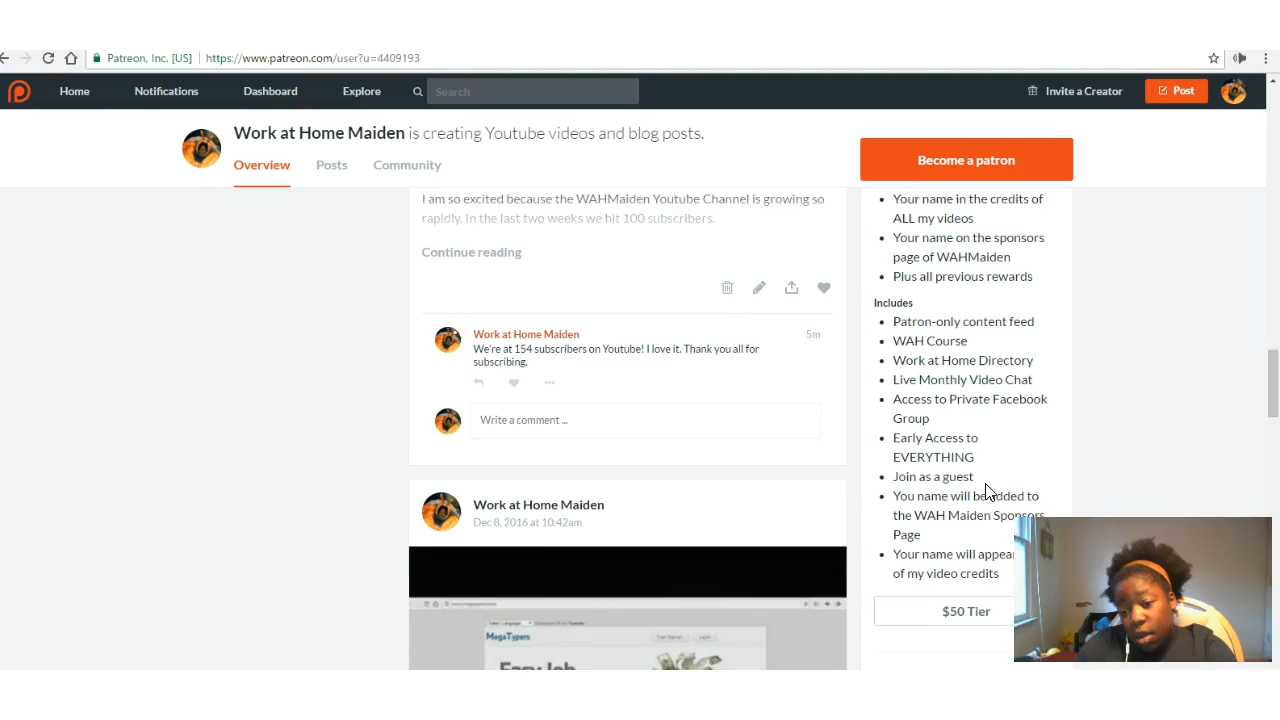 Patreon, Inc. [US]
https://www.patreon.com/user?u=4409193
Home
Notifications
Dashboard
Explore
Search
Invite a Creator
Post
Work at Home Maiden is creating Youtube videos and blog posts.
Overview
Posts
Community
Become a patron
I am so excited because the WAHMaiden Youtube Channel is growing so
rapidly. In the last two weeks we hit 100 subscribers.
Continue reading
Work at Home Maiden
5m
We're at 154 subscribers on Youtube! I love it. Thank you all for
subscribing.
Write a comment ...
Work at Home Maiden
Dec 8, 2016 at 10:42am
MegaTypers
Easy Job
Your name in the credits of
ALL my videos
Your name on the sponsors
page of WAHMaiden
Plus all previous rewards
Includes
Patron-only content feed
WAH Course
Work at Home Directory
Live Monthly Video Chat
Access to Private Facebook
Group
Early Access to
EVERYTHING
Join as a guest
You name will be added to
the WAH Maiden Sponsors
Page
Your name will appea
of my video credits
$50 Tier